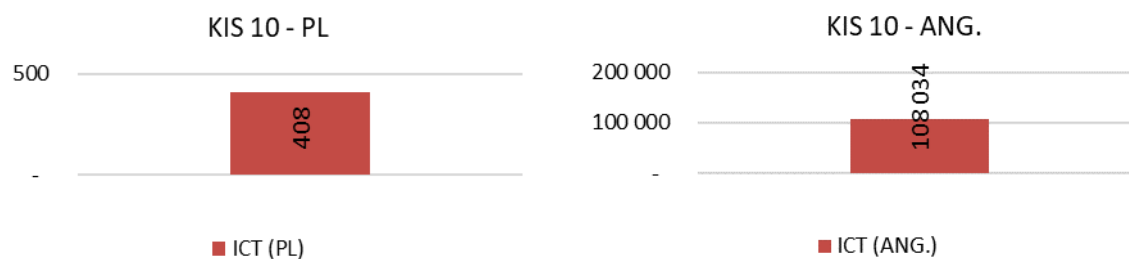 KIS 10 - PL
500
408
-
ICT (PL)
KIS 10 - ANG.
200 000
100 000
108 034
-
ICT (ANG.)